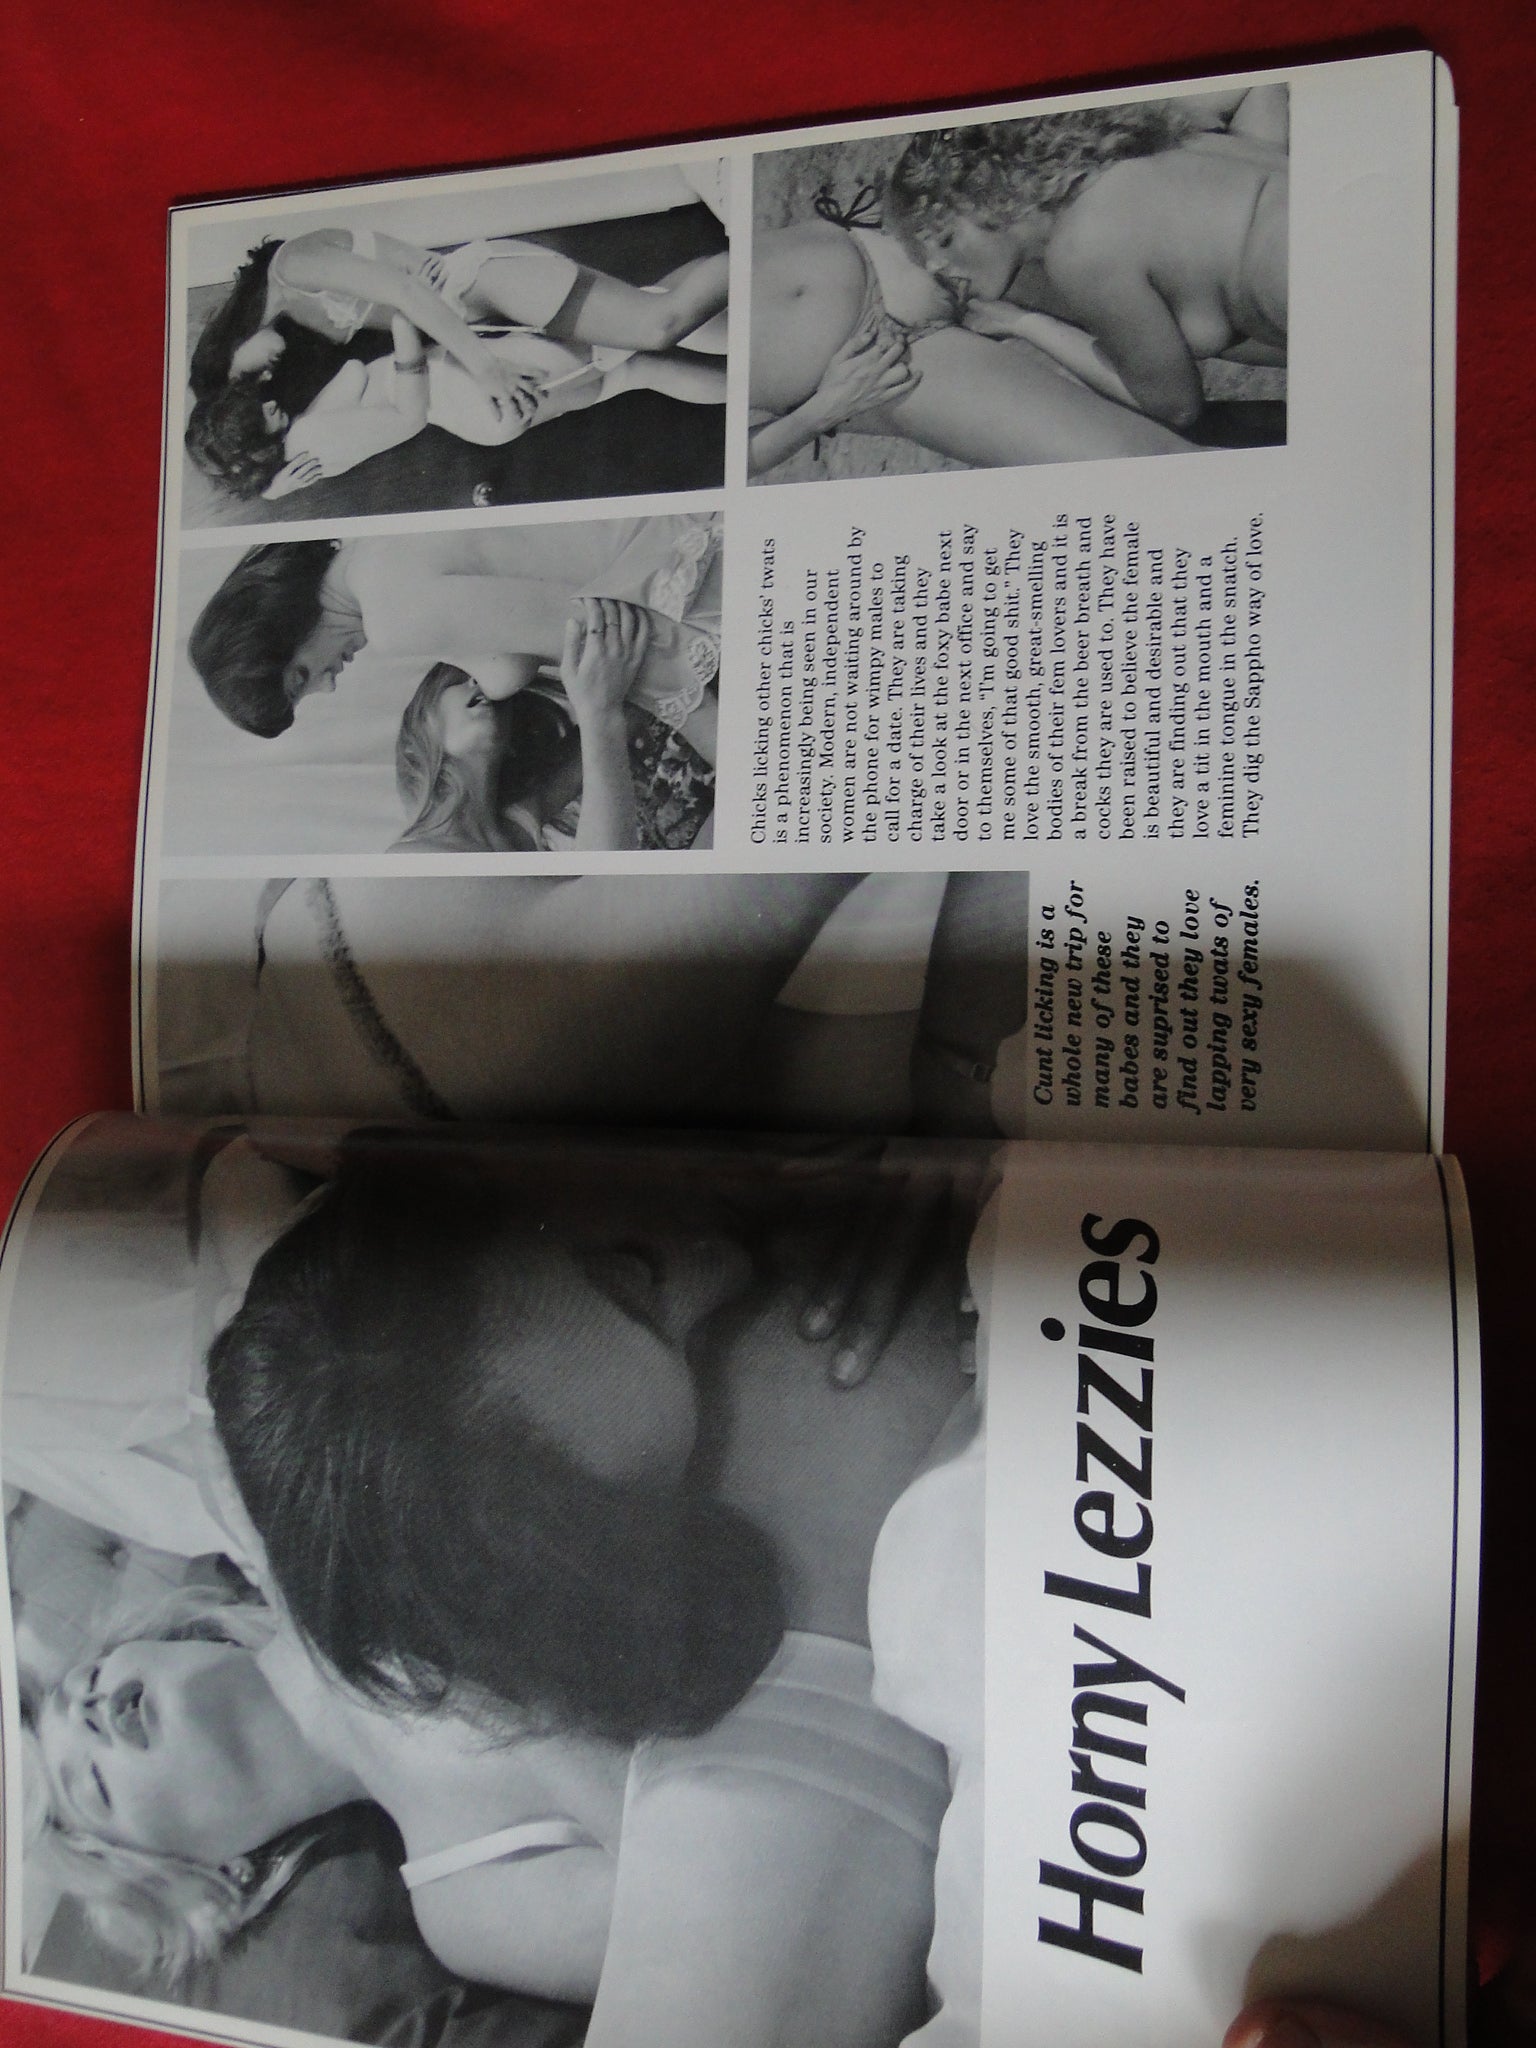 Horny Lezzies
Cunt licking is a
whole new trip for
many of these
babes and they
are suprised to
find out they love
lapping twats of
very sexy females.
Chicks licking other chicks' twats
is a phenomenon that is
increasingly being seen in our
society. Modern, independent
women are not waiting around by
the phone for wimpy males to
call for a date. They are taking
charge of their lives and they
take a look at the foxy babe next
door or in the next office and say
to themselves, "I'm going to get
me some of that good shit." They
love the smooth, great-smelling
bodies of their fem lovers and it is
a break from the beer breath and
cocks they are used to. They have
been raised to believe the female
is beautiful and desirable and
they are finding out that they
love a tit in the mouth and a
feminine tongue in the snatch.
They dig the Sappho way of love.